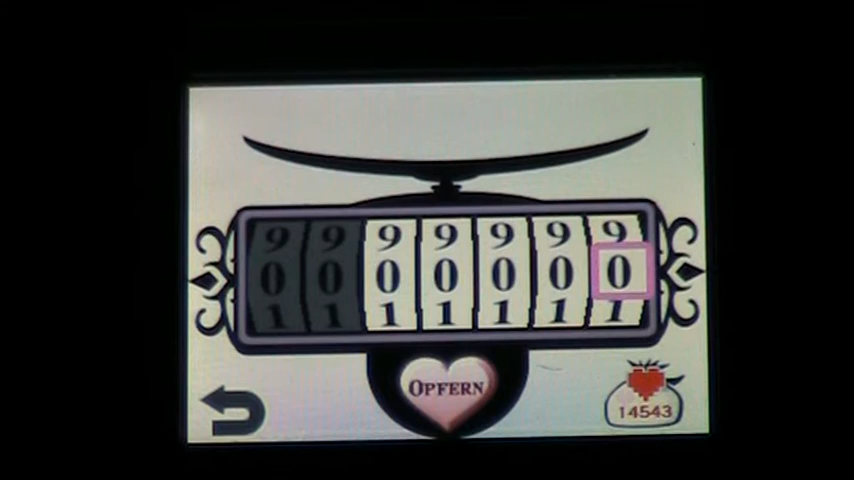 9 9 9 9 9 9 9
0 0 0 0 0 0 0
1 1 1 1 1 1 1
OPFERN
14543